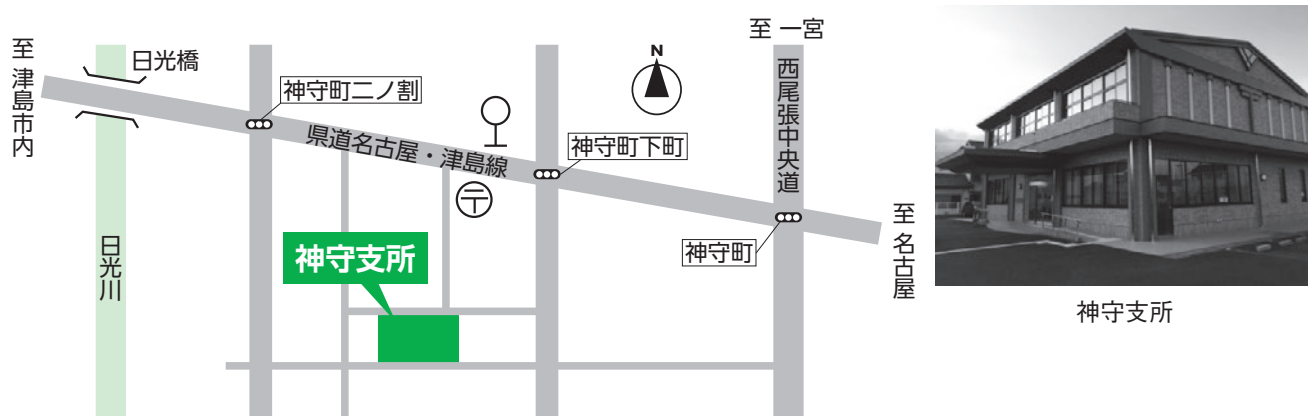 至 一宮
至 津島市内
日光橋
神守町二ノ割
N
西尾張中央道
県道名古屋・津島線
神守町下町
〒
至 名古屋
神守町
日光川
神守支所
神守支所